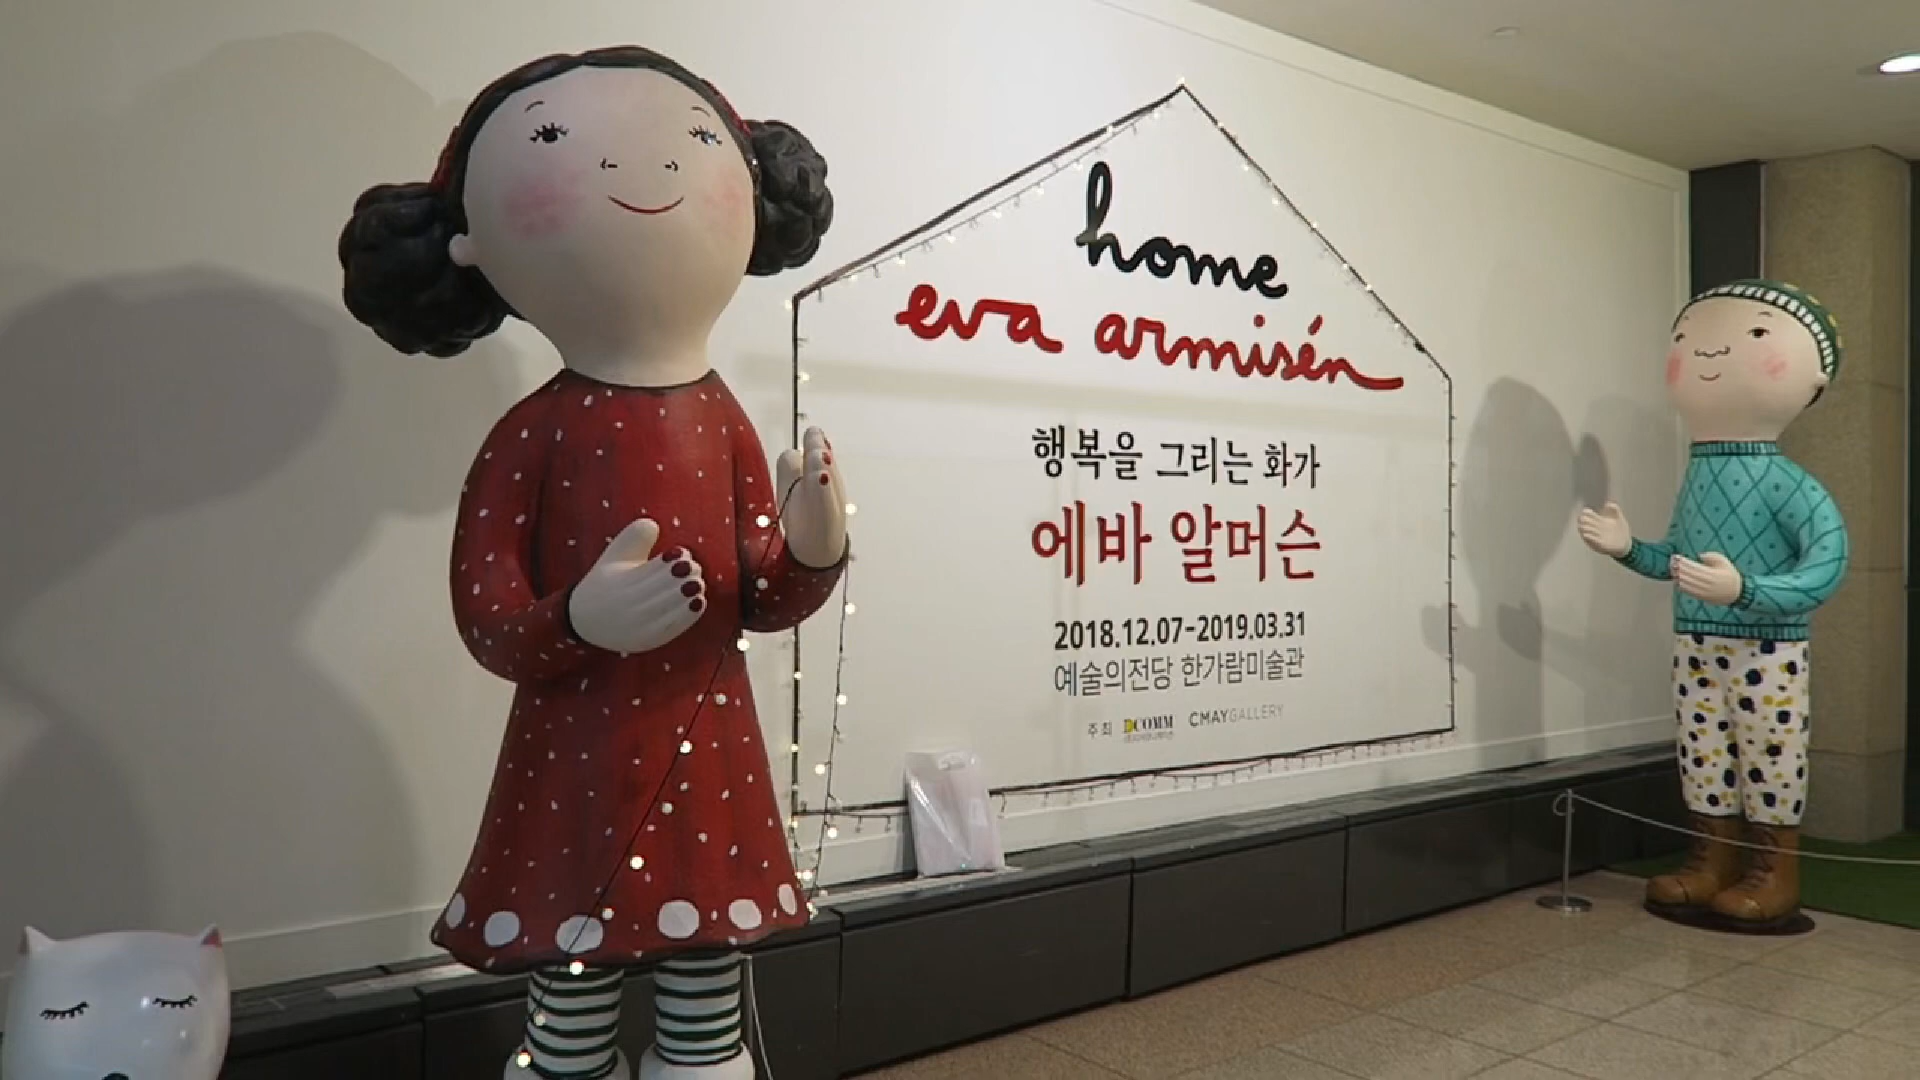 home
eva armisén
행복을 그리는 화가
에바 알머슨
2018.12.07-2019.03.31
예술의전당 한가람미술관
주최 DCOMM CMAYGALLERY